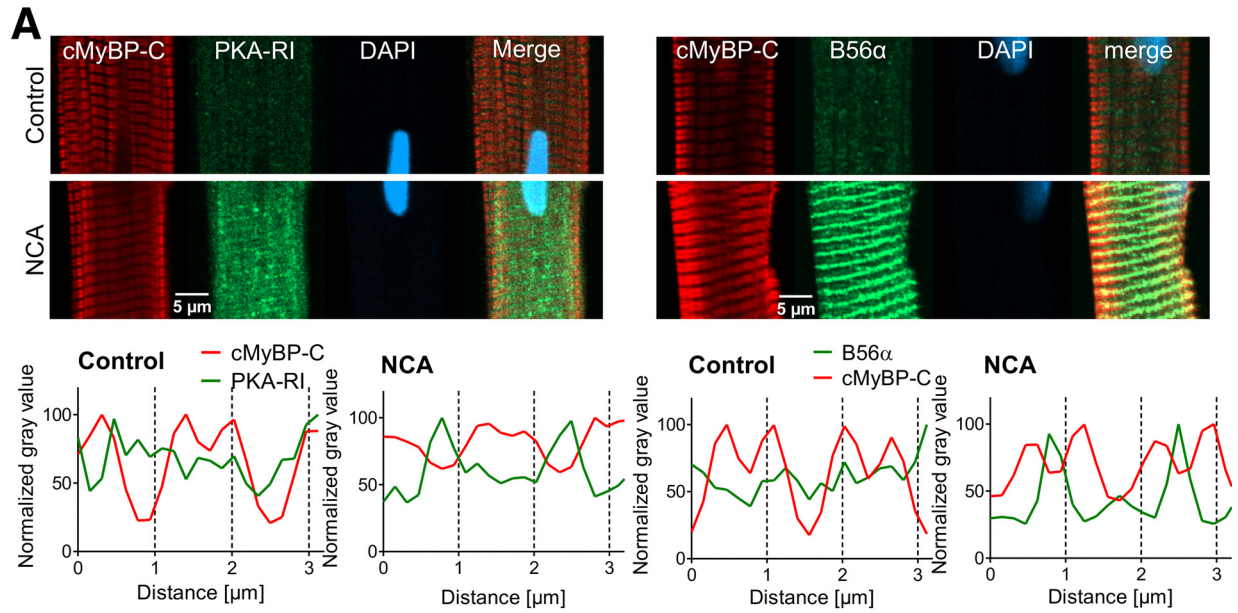 A
cMyBP-C PKA-RI DAPI Merge
Control
NCA
5 µm
cMyBP-C B56α DAPI merge
5 µm
Control
cMyBP-C
PKA-RI
Normalized gray value
100
50
0
0 1 2 3
Distance [µm]
NCA
Normalized gray value
100
50
0
0 1 2 3
Distance [µm]
Control
B56α
cMyBP-C
Normalized gray value
100
50
0
0 1 2 3
Distance [µm]
NCA
Normalized gray value
100
50
0
0 1 2 3
Distance [µm]